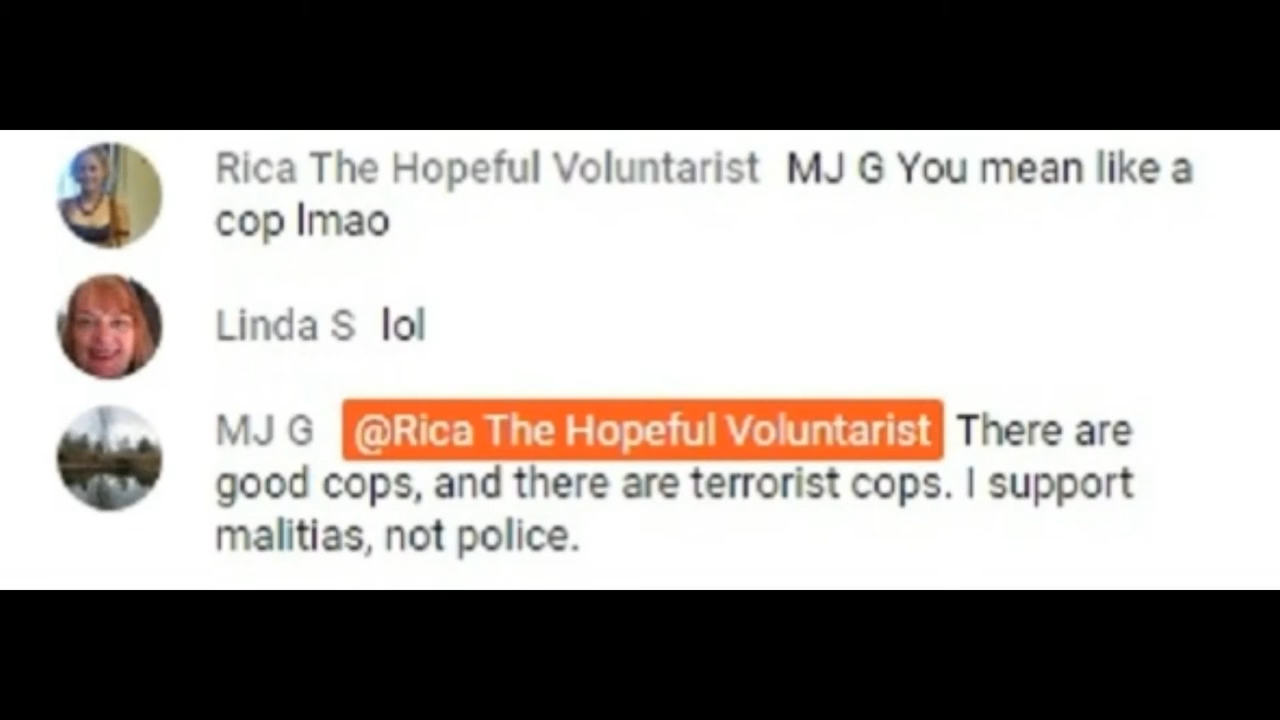 Rica The Hopeful Voluntarist MJ G You mean like a
cop lmao
Linda S lol
MJ G @Rica The Hopeful Voluntarist There are
good cops, and there are terrorist cops. I support
malitias, not police.